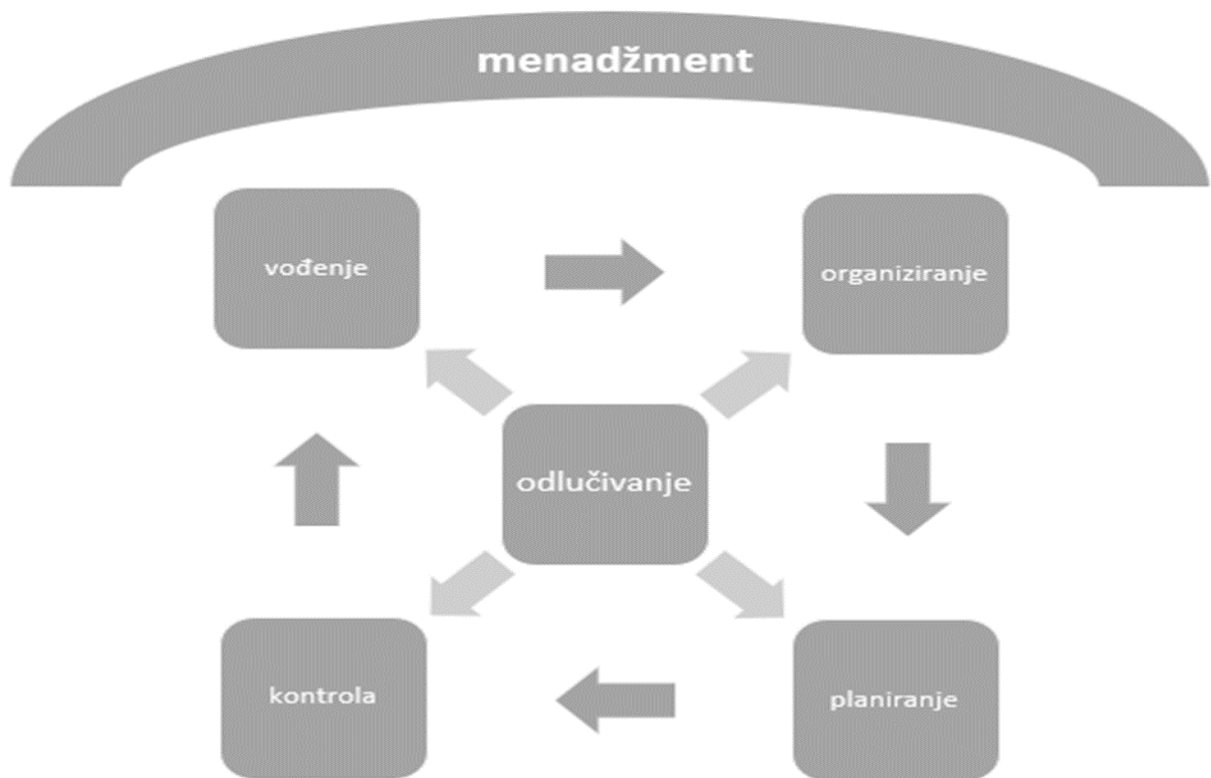 menadžment
vođenje
organiziranje
odlučivanje
kontrola
planiranje